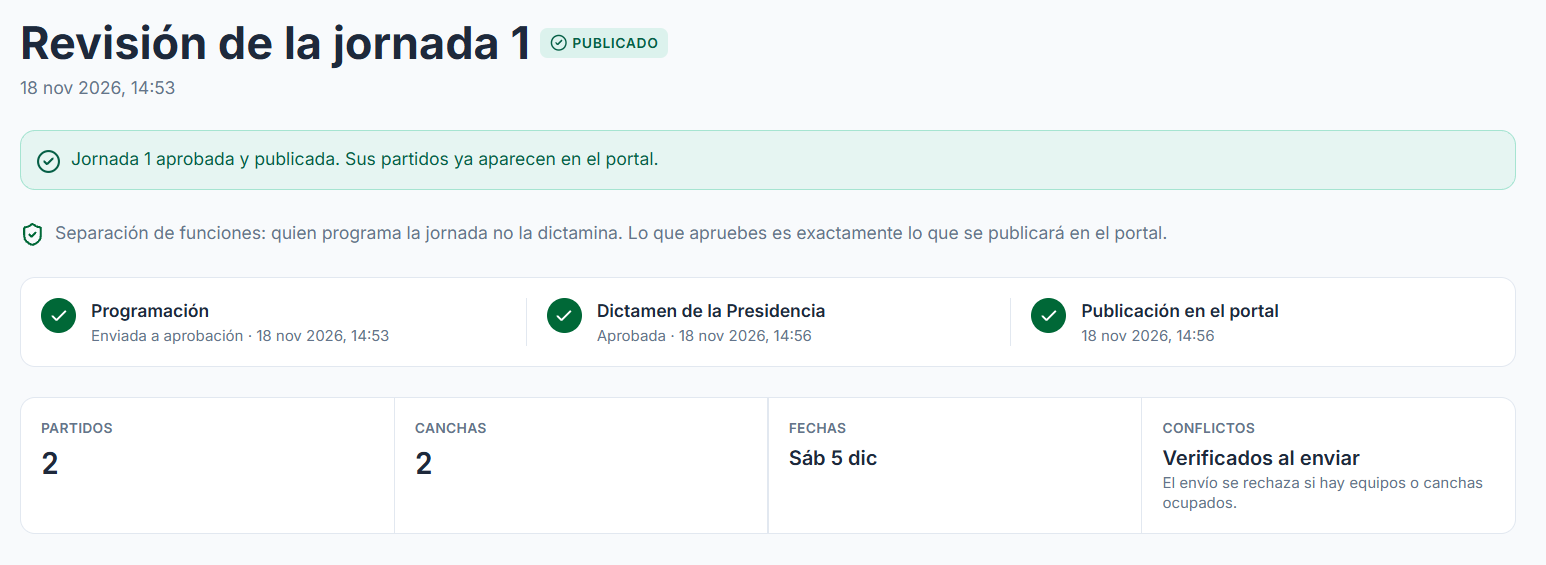 Revisión de la jornada 1
PUBLICADO
18 nov 2026, 14:53
Jornada 1 aprobada y publicada. Sus partidos ya aparecen en el portal.
Separación de funciones: quien programa la jornada no la dictamina. Lo que apruebes es exactamente lo que se publicará en el portal.
Programación
Enviada a aprobación · 18 nov 2026, 14:53
Dictamen de la Presidencia
Aprobada · 18 nov 2026, 14:56
Publicación en el portal
18 nov 2026, 14:56
PARTIDOS
2
CANCHAS
2
FECHAS
Sáb 5 dic
CONFLICTOS
Verificados al enviar
El envío se rechaza si hay equipos o canchas
ocupados.